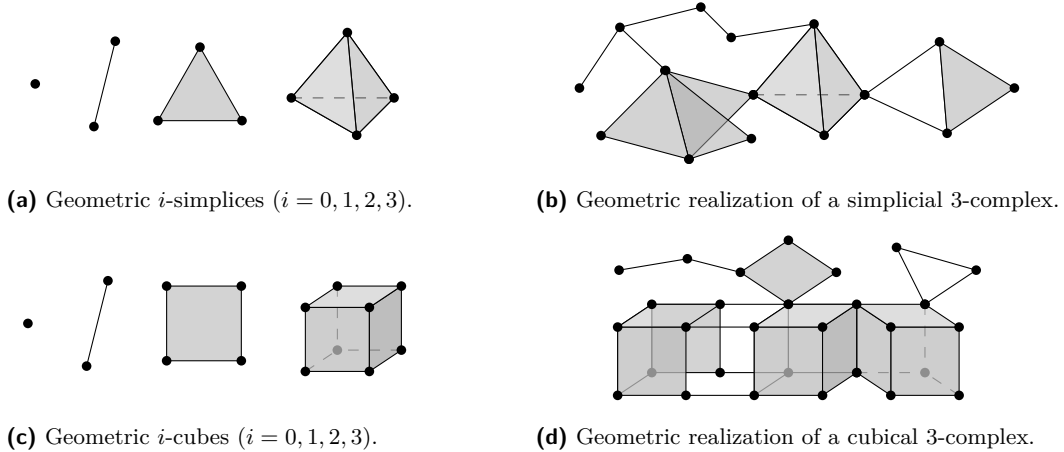 (a) Geometric i-simplices (i = 0, 1, 2, 3).
(b) Geometric realization of a simplicial 3-complex.
(c) Geometric i-cubes (i = 0, 1, 2, 3).
(d) Geometric realization of a cubical 3-complex.